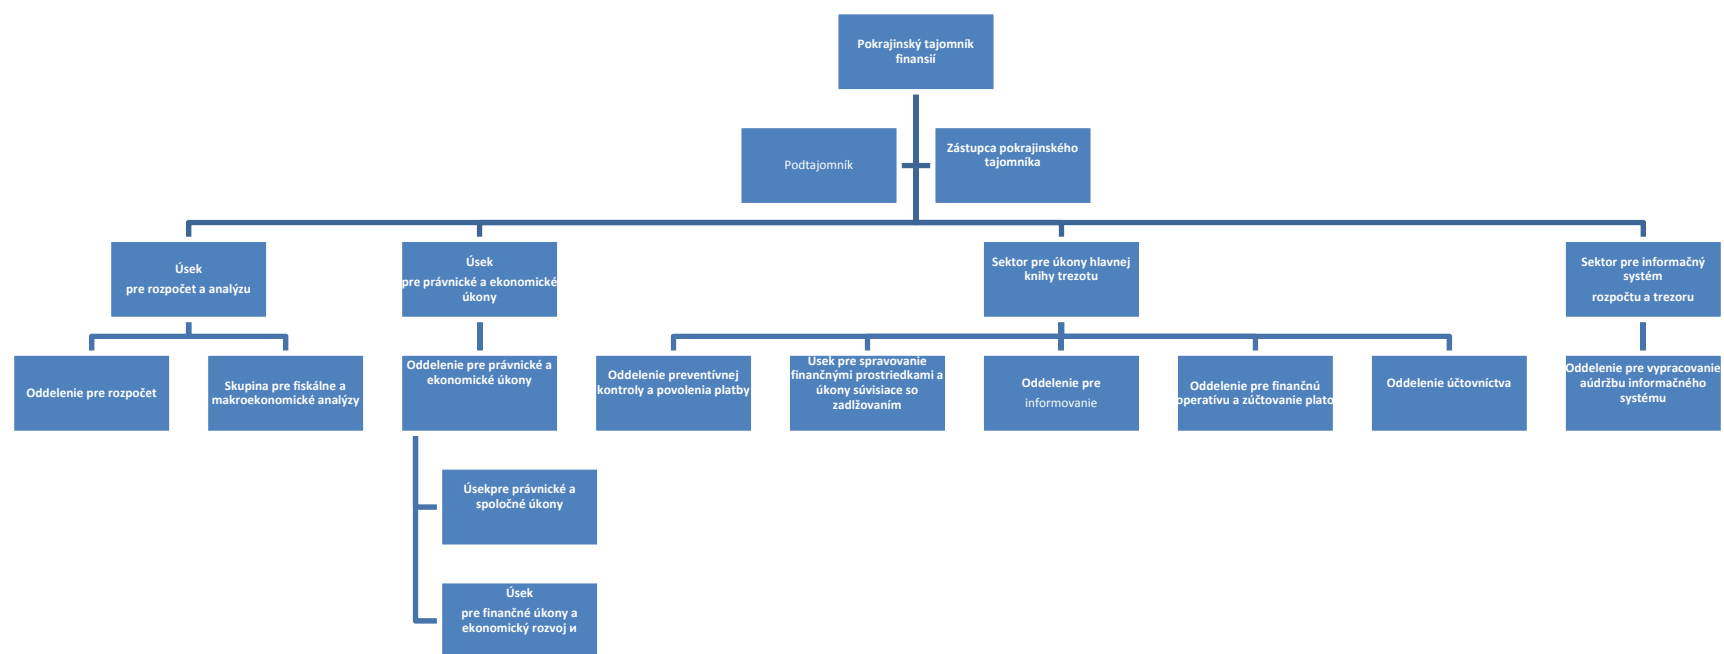 Pokrajinský tajomník
finansií
Podtajomník
Zástupca pokrajinského
tajomníka
Úsek
pre rozpočet a analýzu
Úsek
pre právnické a ekonomické
úkony
Sektor pre úkony hlavnej
knihy trezotu
Sektor pre informačný
systém
rozpočtu a trezoru
Oddelenie pre rozpočet
Skupina pre fiskálne a
makroekonomické analýzy
Oddelenie pre právnické a
ekonomické úkony
Oddelenie preventívnej
kontroly a povolenia platby
Úsek pre spravovanie
finančnými prostriedkami a
úkony súvisiace so
zadlžovaním
Oddelenie pre
informovanie
Oddelenie pre finančnú
operatívu a zúčtovanie plato
Oddelenie účtovníctva
Oddelenie pre vypracovanie
aúdržbu informačného
systému
Úsekpre právnické a
spoločné úkony
Úsek
pre finančné úkony a
ekonomický rozvoj и